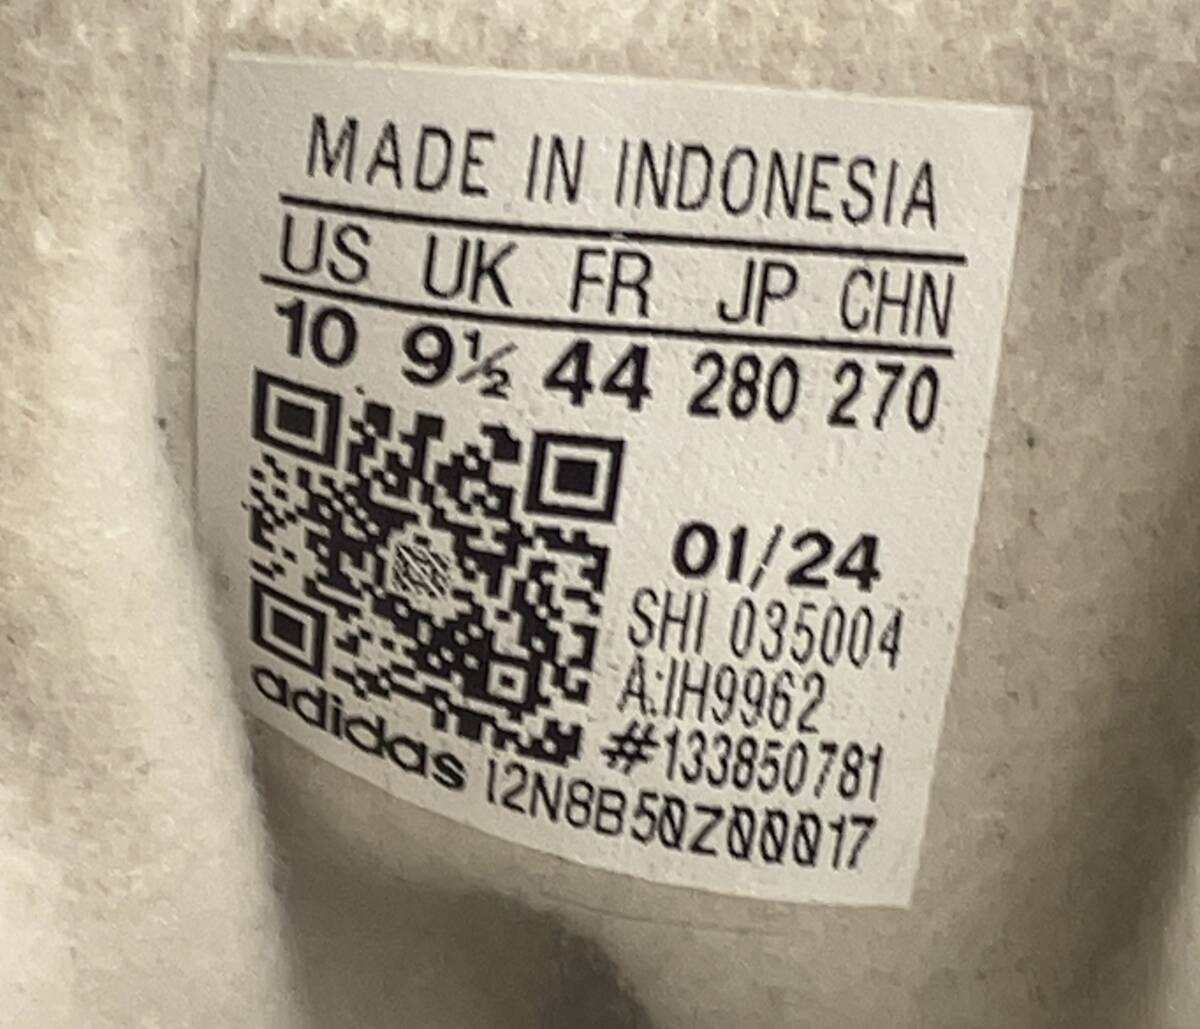 MADE IN INDONESIA
US UK FR JP CHN
10 9½ 44 280 270
01/24
SHI 035004
A:IH9962
#133850781
adidas I2N8B50Z00017